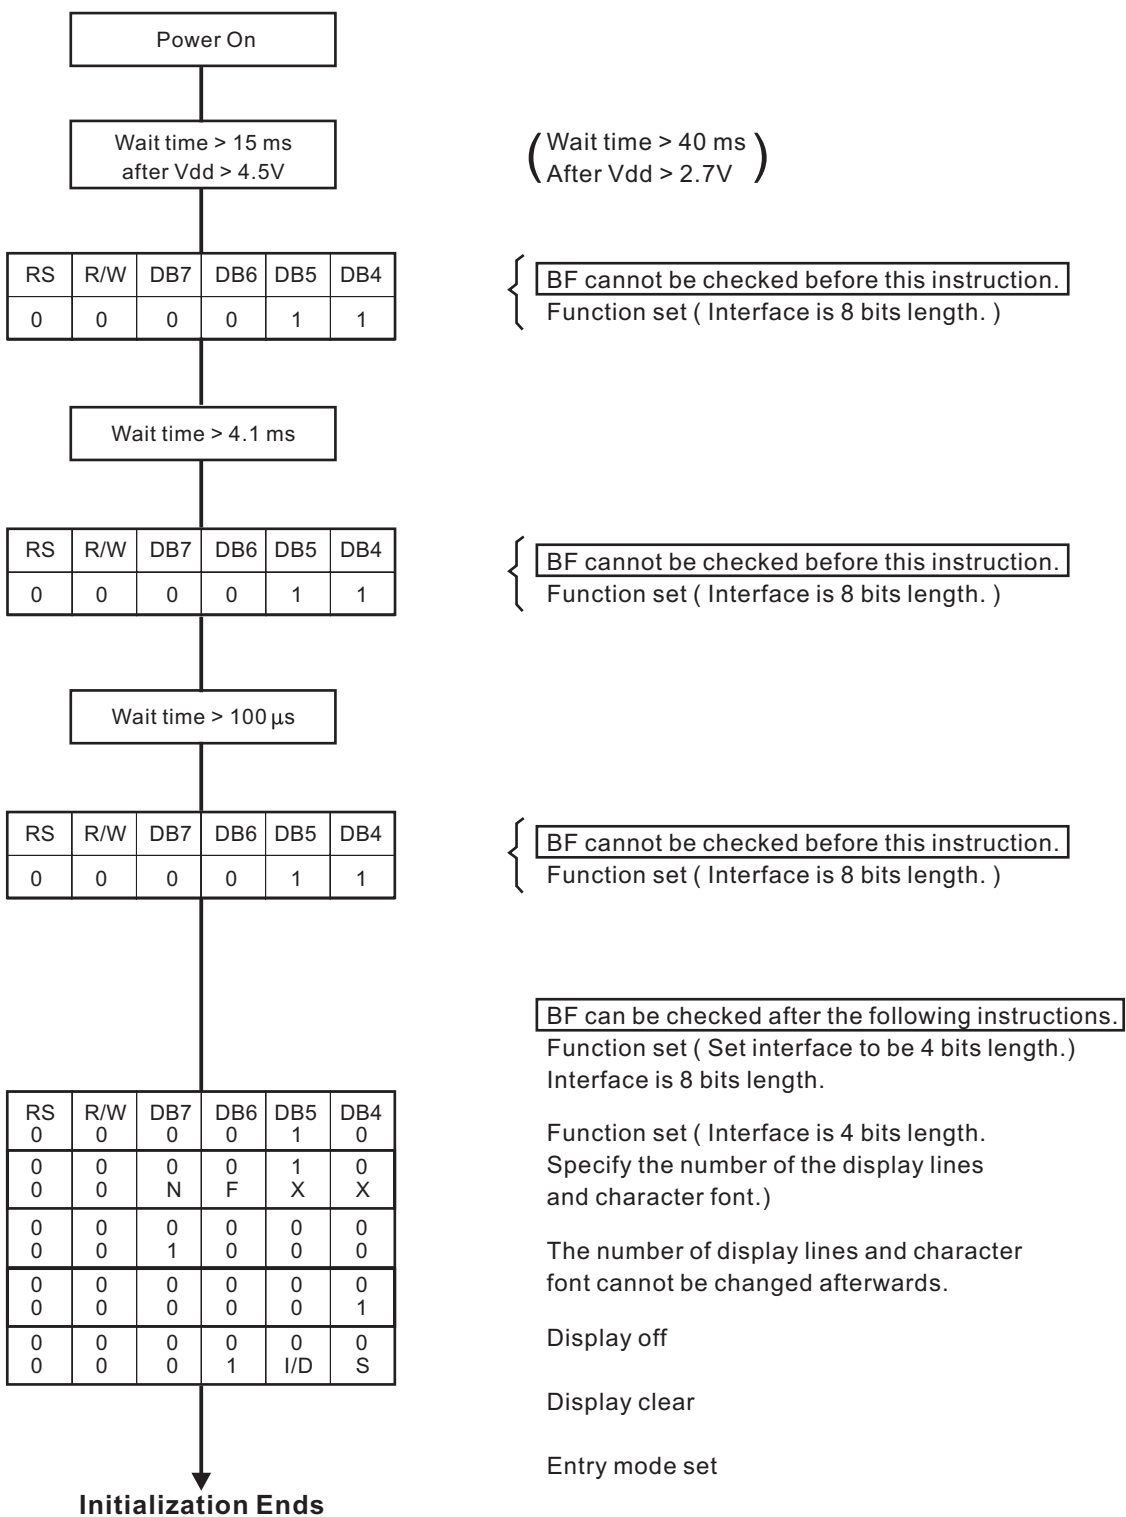 Power On
Wait time > 15 ms
after Vdd > 4.5V
(Wait time > 40 ms
After Vdd > 2.7V)
RS R/W DB7 DB6 DB5 DB4
0 0 0 0 1 1
BF cannot be checked before this instruction.
Function set ( Interface is 8 bits length. )
Wait time > 4.1 ms
RS R/W DB7 DB6 DB5 DB4
0 0 0 0 1 1
BF cannot be checked before this instruction.
Function set ( Interface is 8 bits length. )
Wait time > 100 µs
RS R/W DB7 DB6 DB5 DB4
0 0 0 0 1 1
BF cannot be checked before this instruction.
Function set ( Interface is 8 bits length. )
RS R/W DB7 DB6 DB5 DB4
0 0 0 0 1 0
0 0 0 0 1 0
0 0 N F X X
0 0 0 0 0 0
0 0 1 0 0 0
0 0 0 0 0 0
0 0 0 0 0 1
0 0 0 0 0 0
0 0 0 1 I/D S
BF can be checked after the following instructions.
Function set ( Set interface to be 4 bits length.)
Interface is 8 bits length.
Function set ( Interface is 4 bits length.
Specify the number of the display lines
and character font.)
The number of display lines and character
font cannot be changed afterwards.
Display off
Display clear
Entry mode set
Initialization Ends